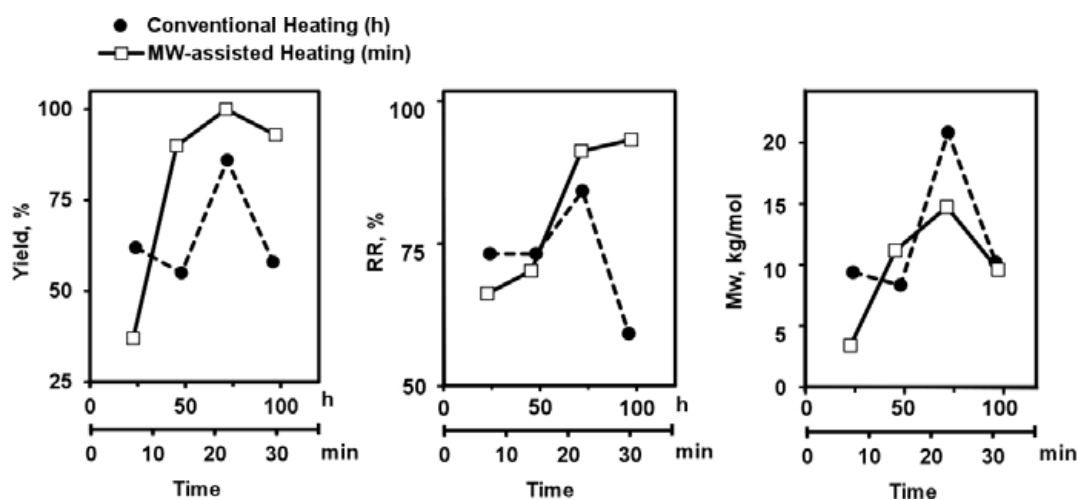 Conventional Heating (h)
MW-assisted Heating (min)
Yield, %
100
75
50
25
0 50 100 h
0 10 20 30 min
Time
RR, %
100
75
50
0 50 100 h
0 10 20 30 min
Time
Mw, kg/mol
20
15
10
5
0
0 50 100 h
0 10 20 30 min
Time